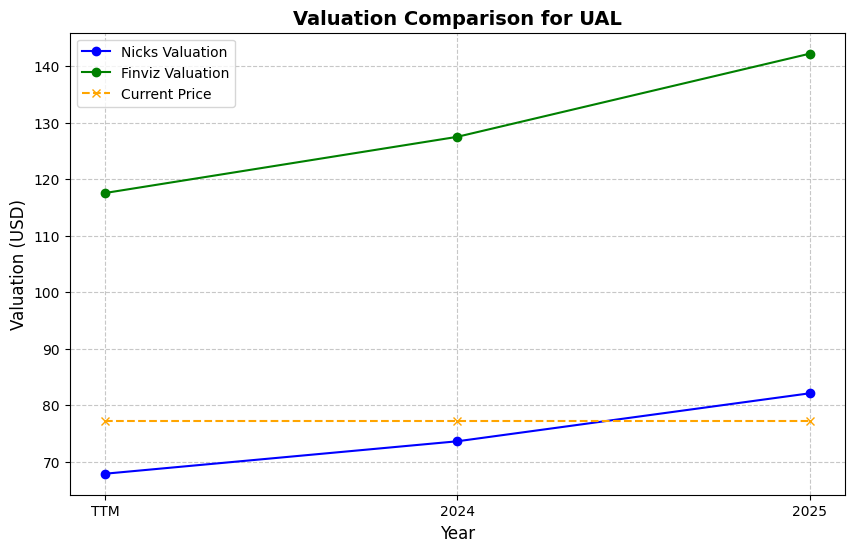 Valuation Comparison for UAL
Nicks Valuation
Finviz Valuation
Current Price
Valuation (USD)
140
130
120
110
100
90
80
70
TTM
2024
2025
Year